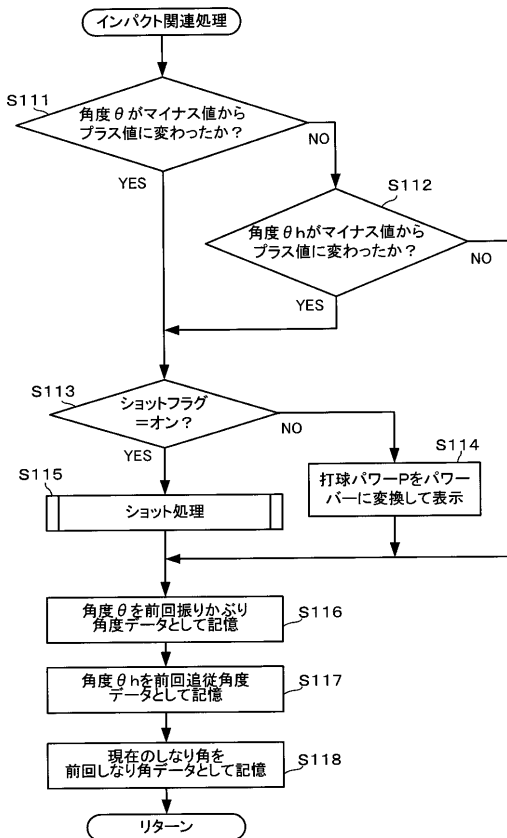 インパクト関連処理
S111
角度θがマイナス値から
プラス値に変わったか?
NO
YES
S112
角度θhがマイナス値から
プラス値に変わったか?
NO
YES
S113
ショットフラグ
=オン?
NO
YES
S114
打球パワーPをパワー
バーに変換して表示
S115
ショット処理
角度θを前回振りかぶり
角度データとして記憶
S116
角度θhを前回追従角度
データとして記憶
S117
現在のしなり角を
前回しなり角データとして記憶
S118
リターン